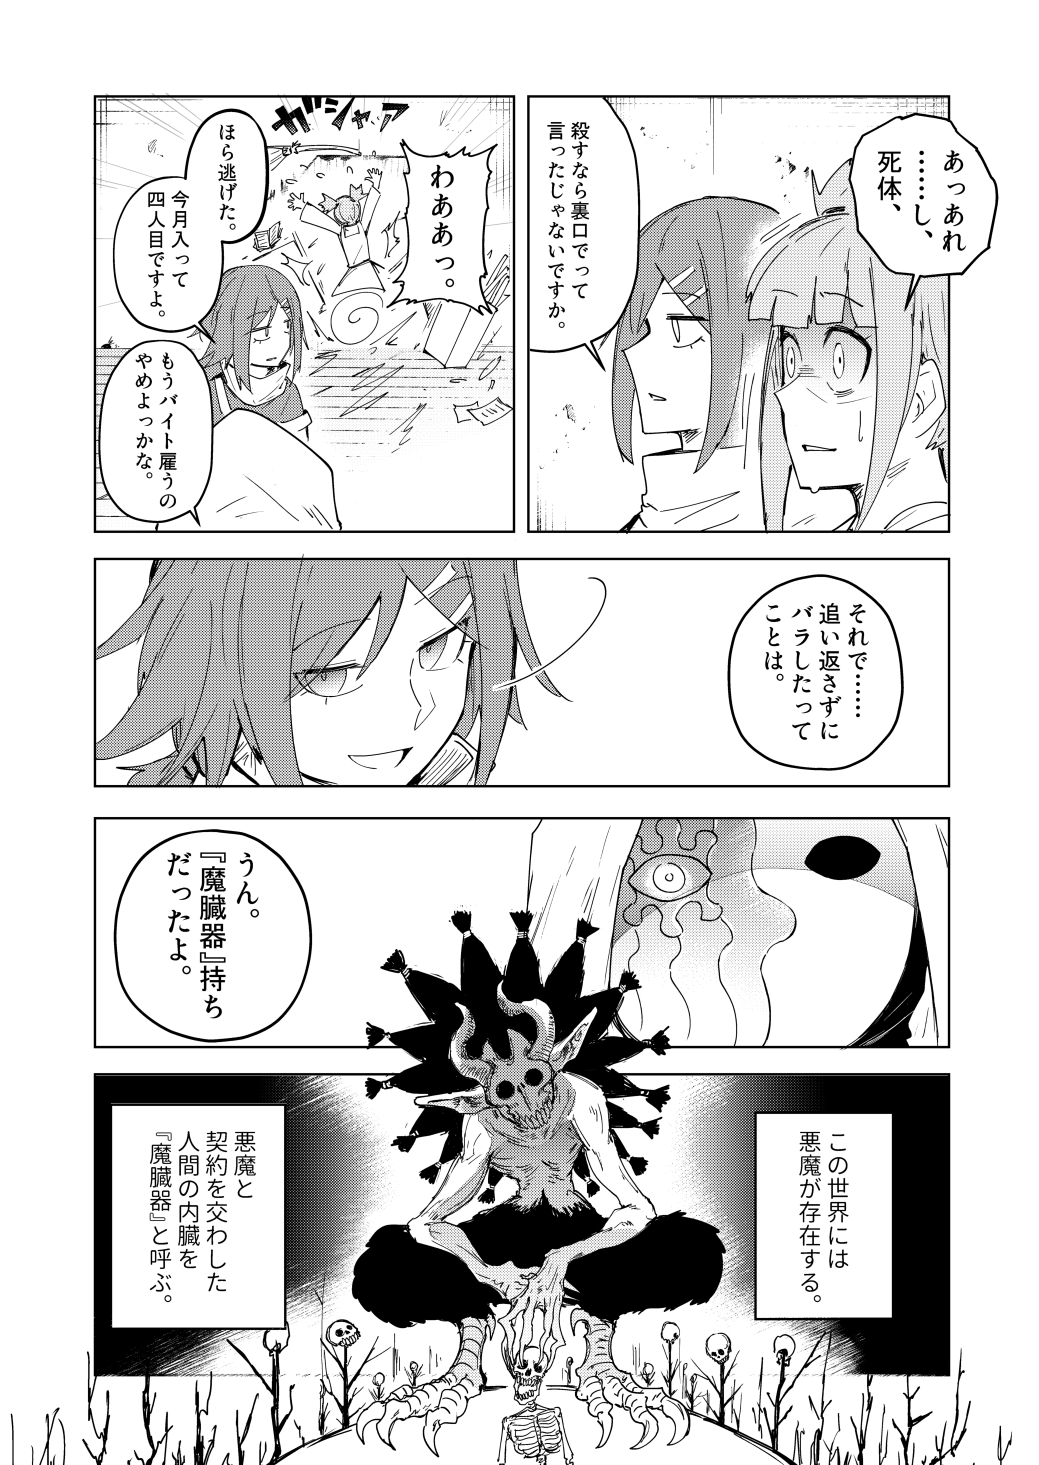 あっあれ
……し、
死体、
殺すなら裏口でって
言ったじゃないですか。
ガシャア
わああっ。
ほら逃げた。
今月入って
四人目ですよ。
もうバイト雇うの
やめよっかな。
それで……
追い返さずに
バラしたって
ことは。
うん。
『魔臓器』持ち
だったよ。
この世界には
悪魔が存在する。
悪魔と
契約を交わした
人間の内臓を
『魔臓器』と呼ぶ。